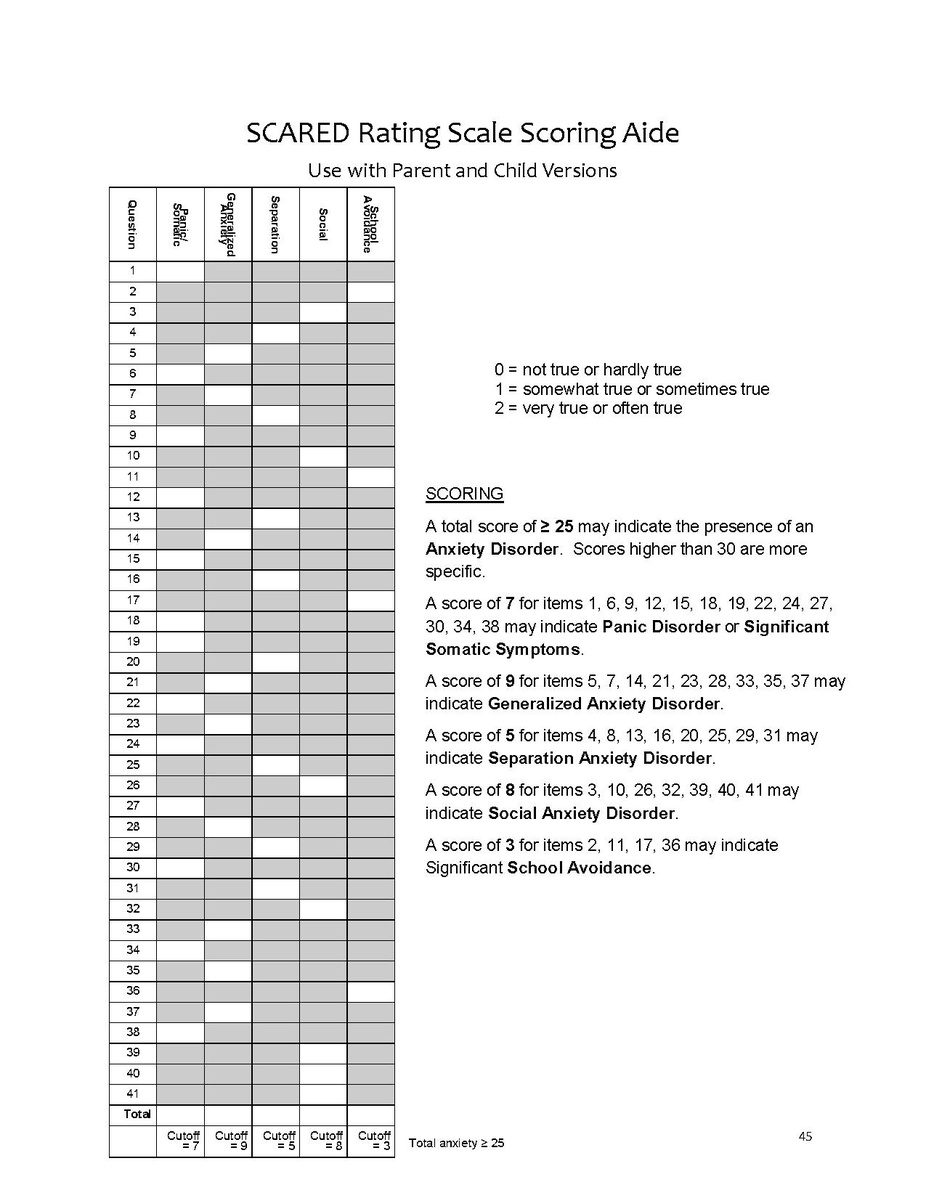 SCARED Rating Scale Scoring Aide
Use with Parent and Child Versions
Question
Panic/
Somatic
Generalized
Anxiety
Separation
Social
School
Avoidance
1
2
3
4
5
6
7
8
9
10
11
12
13
14
15
16
17
18
19
20
21
22
23
24
25
26
27
28
29
30
31
32
33
34
35
36
37
38
39
40
41
Total
Cutoff = 7
Cutoff = 9
Cutoff = 5
Cutoff = 8
Cutoff = 3
Total anxiety ≥ 25
0 = not true or hardly true
1 = somewhat true or sometimes true
2 = very true or often true
SCORING
A total score of ≥ 25 may indicate the presence of an
Anxiety Disorder. Scores higher than 30 are more
specific.
A score of 7 for items 1, 6, 9, 12, 15, 18, 19, 22, 24, 27,
30, 34, 38 may indicate Panic Disorder or Significant
Somatic Symptoms.
A score of 9 for items 5, 7, 14, 21, 23, 28, 33, 35, 37 may
indicate Generalized Anxiety Disorder.
A score of 5 for items 4, 8, 13, 16, 20, 25, 29, 31 may
indicate Separation Anxiety Disorder.
A score of 8 for items 3, 10, 26, 32, 39, 40, 41 may
indicate Social Anxiety Disorder.
A score of 3 for items 2, 11, 17, 36 may indicate
Significant School Avoidance.
45